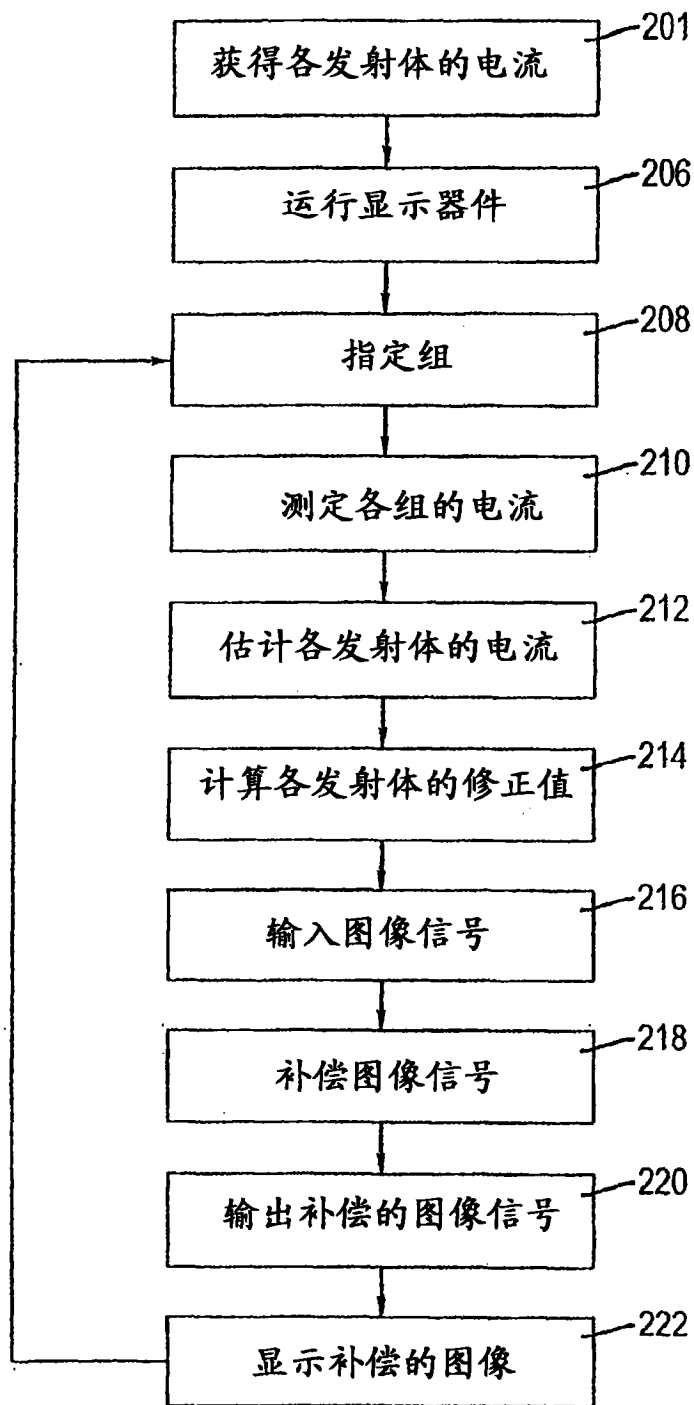 201
获得各发射体的电流
206
运行显示器件
208
指定组
210
测定各组的电流
212
估计各发射体的电流
214
计算各发射体的修正值
216
输入图像信号
218
补偿图像信号
220
输出补偿的图像信号
222
显示补偿的图像